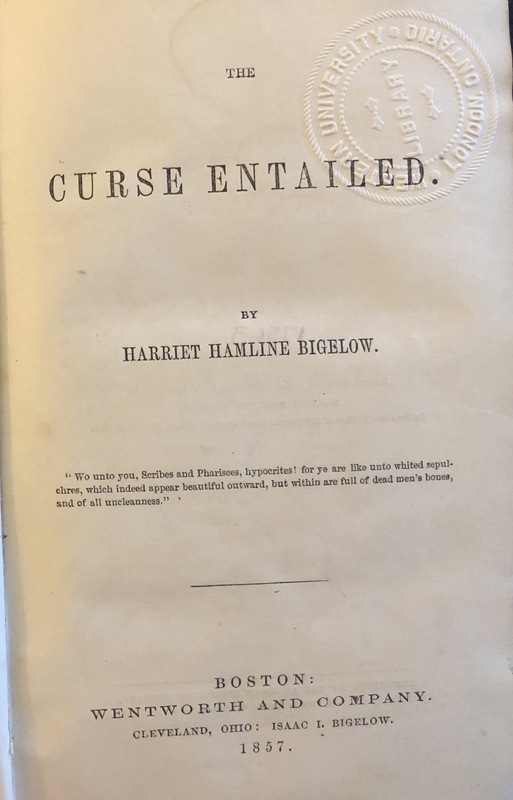 THE
CURSE ENTAILED.
BY
HARRIET HAMLINE BIGELOW.
"Wo unto you, Scribes and Pharisees, hypocrites! for ye are like unto whited sepul-
chres, which indeed appear beautiful outward, but within are full of dead men's bones,
and of all uncleanness."
BOSTON:
WENTWORTH AND COMPANY.
CLEVELAND, OHIO: ISAAC I. BIGELOW.
1857.
WESTERN UNIVERSITY LONDON ONTARIO
LIBRARY